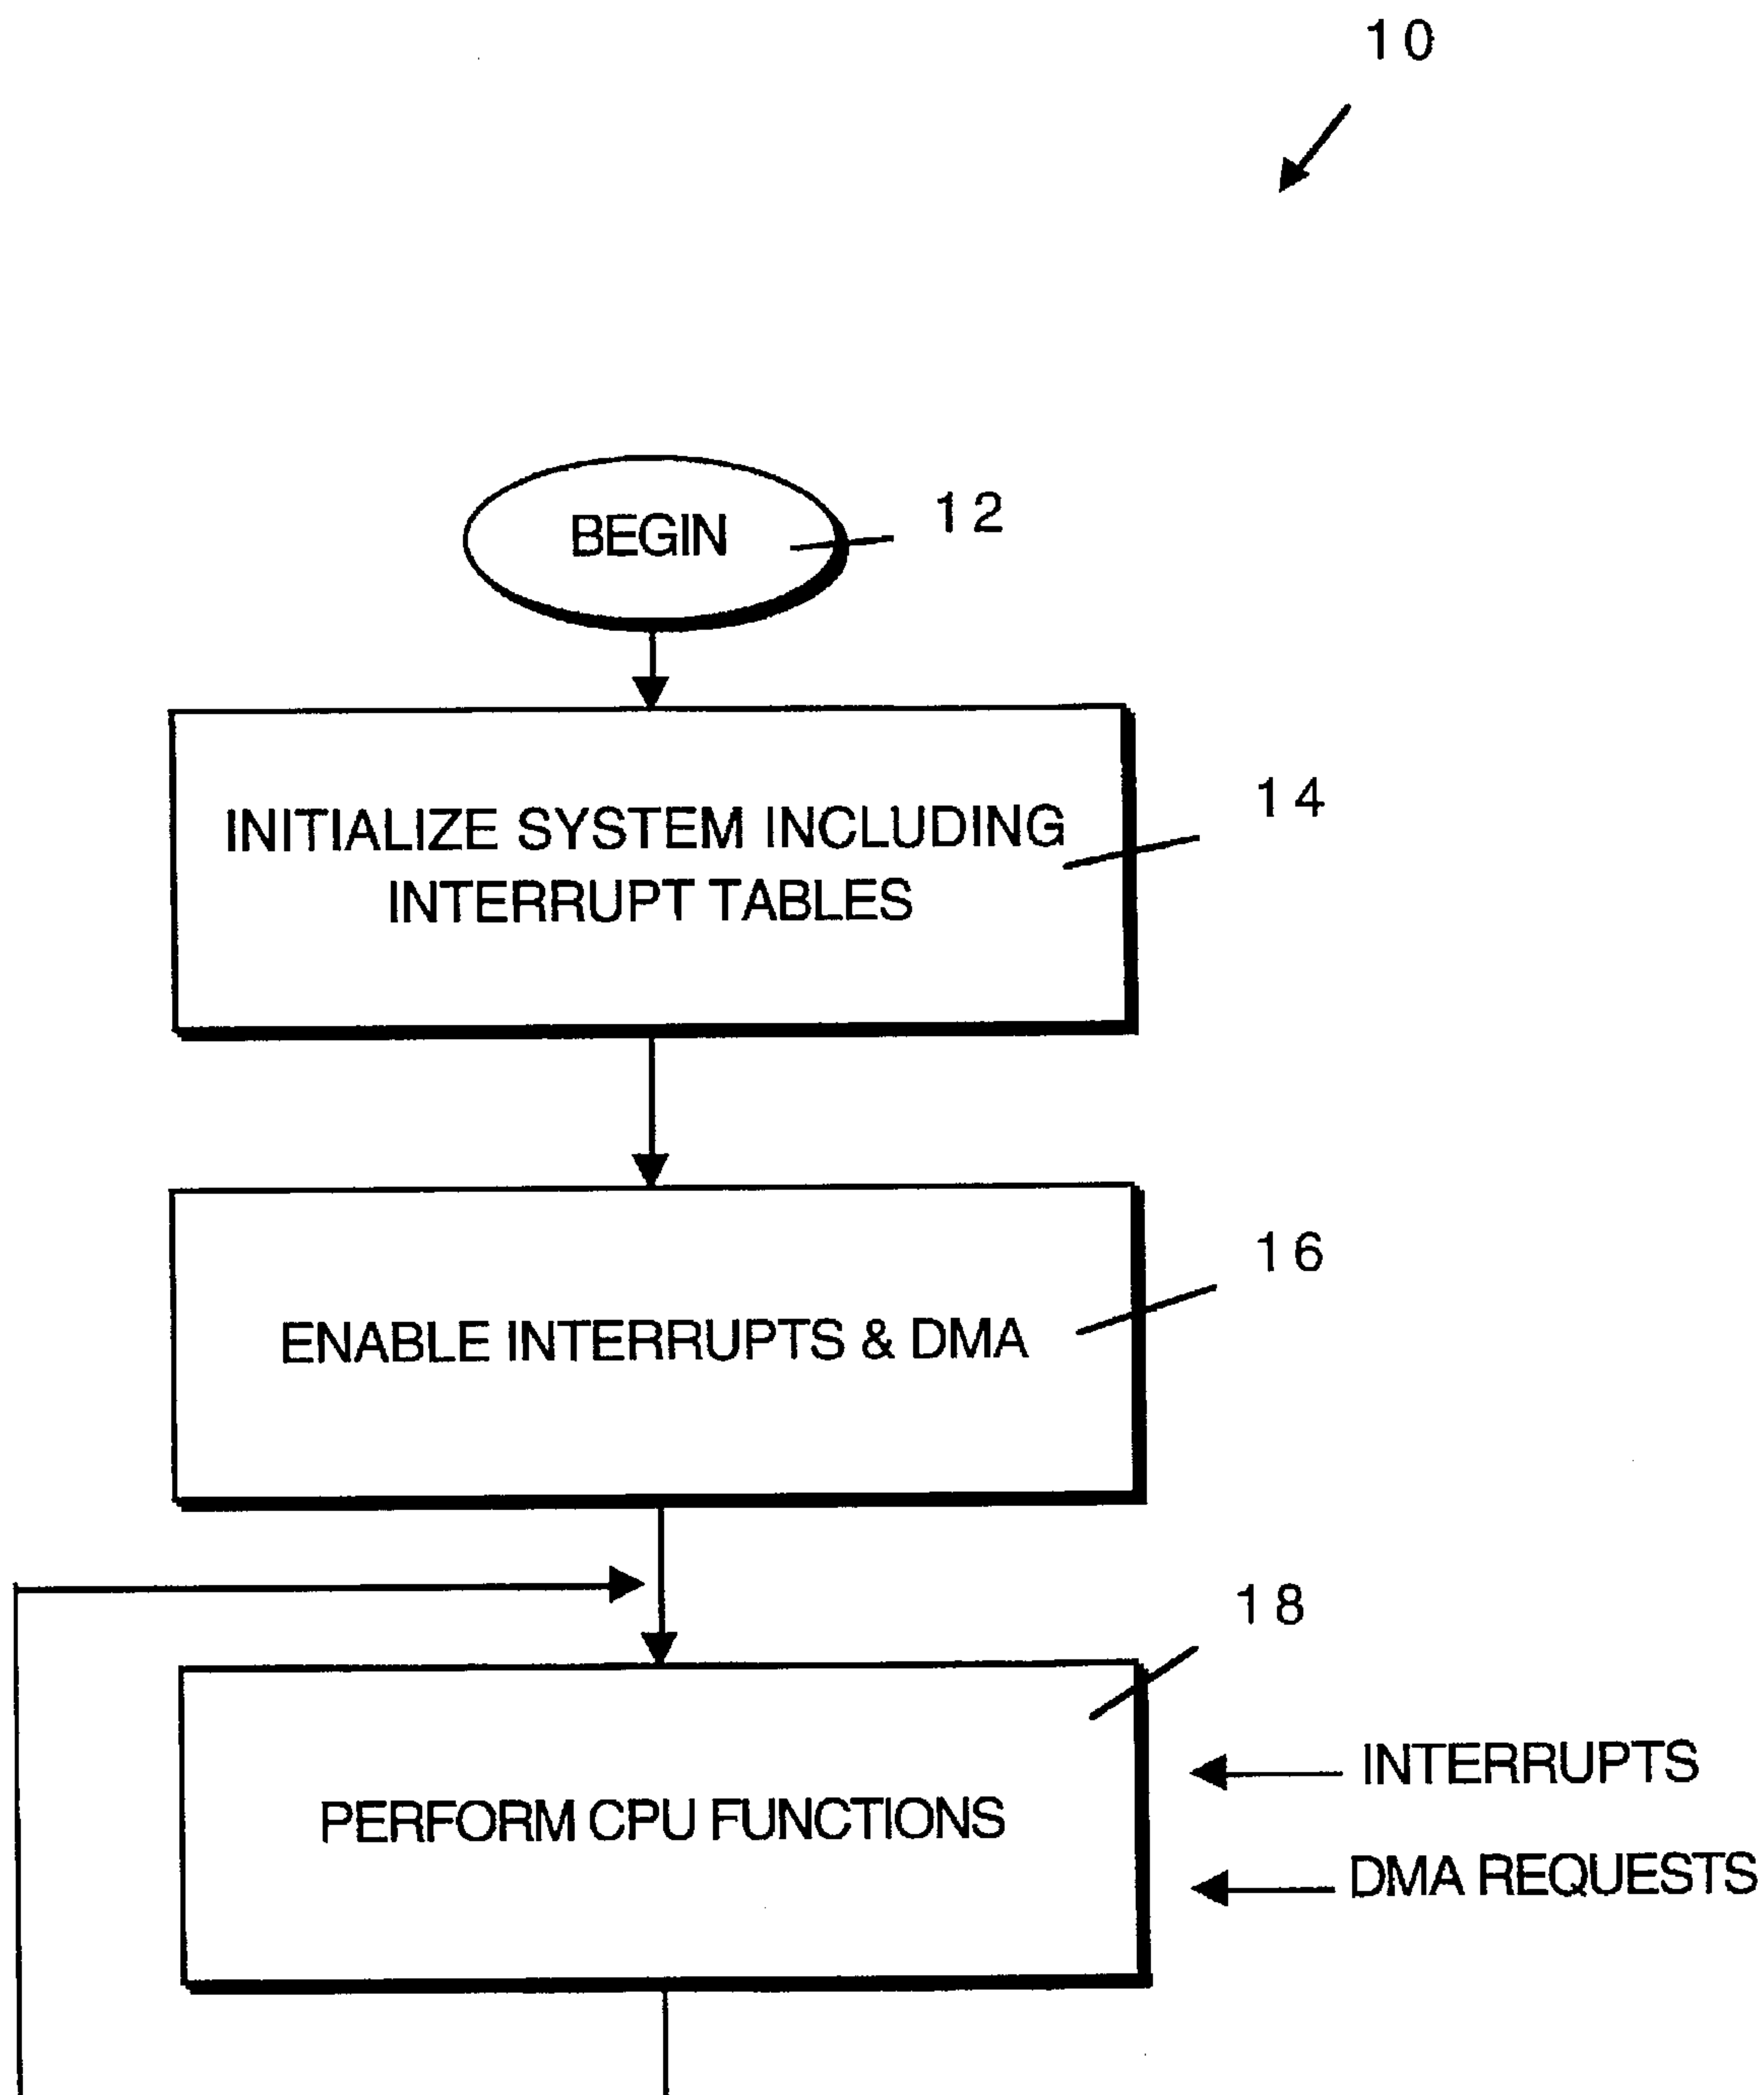 10
BEGIN
12
INITIALIZE SYSTEM INCLUDING
INTERRUPT TABLES
14
ENABLE INTERRUPTS & DMA
16
18
PERFORM CPU FUNCTIONS
INTERRUPTS
DMA REQUESTS